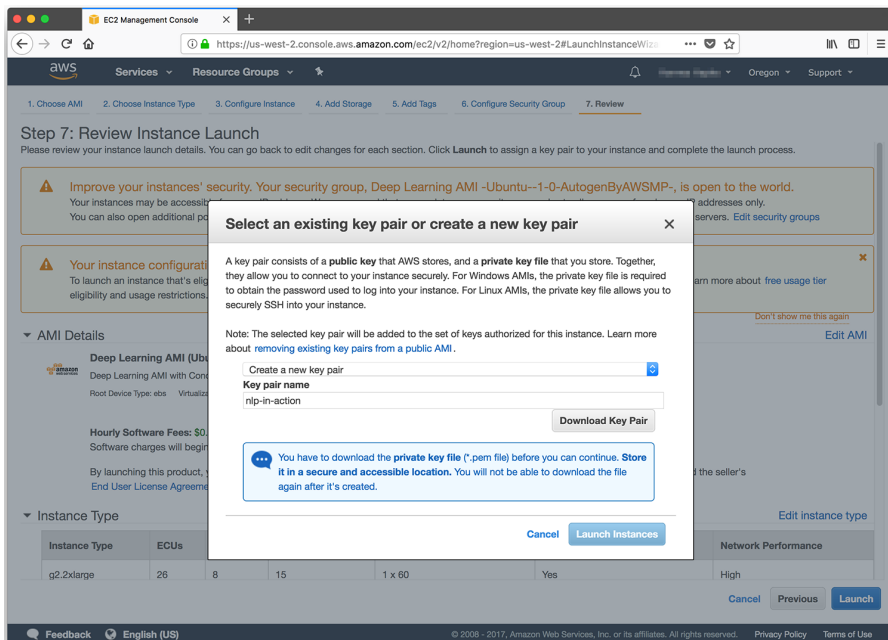 EC2 Management Console
https://us-west-2.console.aws.amazon.com/ec2/v2/home?region=us-west-2#LaunchInstanceWiza
aws Services Resource Groups Oregon Support
1. Choose AMI 2. Choose Instance Type 3. Configure Instance 4. Add Storage 5. Add Tags 6. Configure Security Group 7. Review
Step 7: Review Instance Launch
Please review your instance launch details. You can go back to edit changes for each section. Click Launch to assign a key pair to your instance and complete the launch process.
Improve your instances' security. Your security group, Deep Learning AMI -Ubuntu--1-0-AutogenByAWSMP-, is open to the world.
Your instances may be accessib addresses only.
You can also open additional po servers. Edit security groups
Select an existing key pair or create a new key pair
A key pair consists of a public key that AWS stores, and a private key file that you store. Together,
they allow you to connect to your instance securely. For Windows AMIs, the private key file is required
to obtain the password used to log into your instance. For Linux AMIs, the private key file allows you to
securely SSH into your instance.
Note: The selected key pair will be added to the set of keys authorized for this instance. Learn more
about removing existing key pairs from a public AMI .
Create a new key pair
Key pair name
nlp-in-action
Download Key Pair
You have to download the private key file (*.pem file) before you can continue. Store
it in a secure and accessible location. You will not be able to download the file
again after it's created.
Cancel Launch Instances
Your instance configurati
To launch an instance that's elig arn more about free usage tier
eligibility and usage restrictions.
Don't show me this again
AMI Details Edit AMI
Deep Learning AMI (Ubu
amazon
web services
Deep Learning AMI with Con
Root Device Type: ebs Virtualiza
Hourly Software Fees: $0.
Software charges will begin
By launching this product, y d the seller's
End User License Agreeme
Instance Type Edit instance type
Instance Type ECUs Network Performance
g2.2xlarge 26 8 15 1 x 60 Yes High
Cancel Previous Launch
Feedback English (US) © 2008 - 2017, Amazon Web Services, Inc. or its affiliates. All rights reserved. Privacy Policy Terms of Use